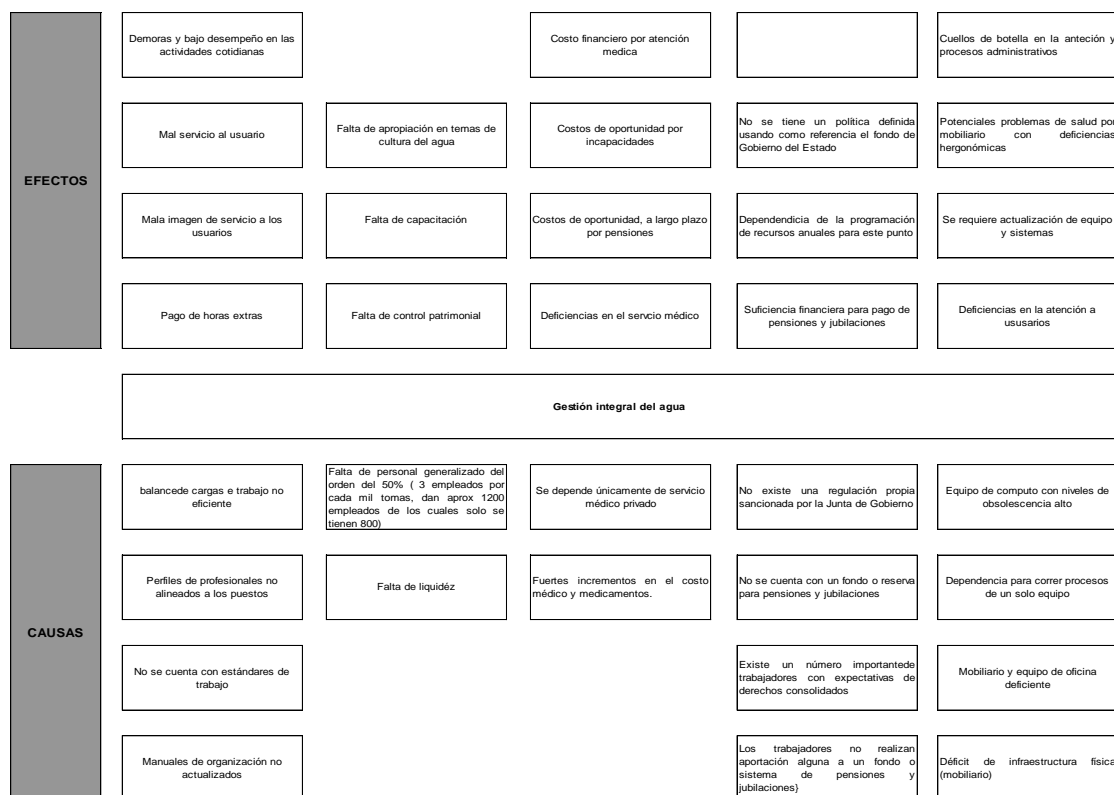 EFECTOS
Demoras y bajo desempeño en las
actividades cotidianas
Costo financiero por atención
medica
Cuellos de botella en la anteción y
procesos administrativos
Mal servicio al usuario
Falta de apropiación en temas de
cultura del agua
Costos de oportunidad por
incapacidades
No se tiene un política definida
usando como referencia el fondo de
Gobierno del Estado
Potenciales problemas de salud por
mobiliario con deficiencias
hergonómicas
Mala imagen de servicio a los
usuarios
Falta de capacitación
Costos de oportunidad, a largo plazo
por pensiones
Dependendicia de la programación
de recursos anuales para este punto
Se requiere actualización de equipo
y sistemas
Pago de horas extras
Falta de control patrimonial
Deficiencias en el servcio médico
Suficiencia financiera para pago de
pensiones y jubilaciones
Deficiencias en la atención a
ususarios
Gestión integral del agua
CAUSAS
balancede cargas e trabajo no
eficiente
Falta de personal generalizado del
orden del 50% ( 3 empleados por
cada mil tomas, dan aprox 1200
empleados de los cuales solo se
tienen 800)
Se depende únicamente de servicio
médico privado
No existe una regulación propia
sancionada por la Junta de Gobierno
Equipo de computo con niveles de
obsolescencia alto
Perfiles de profesionales no
alineados a los puestos
Falta de liquidéz
Fuertes incrementos en el costo
médico y medicamentos.
No se cuenta con un fondo o reserva
para pensiones y jubilaciones
Dependencia para correr procesos
de un solo equipo
No se cuenta con estándares de
trabajo
Existe un número importantede
trabajadores con expectativas de
derechos consolidados
Mobiliario y equipo de oficina
deficiente
Manuales de organización no
actualizados
Los trabajadores no realizan
aportación alguna a un fondo o
sistema de pensiones y
jubilaciones}
Déficit de infraestructura física
(mobiliario)